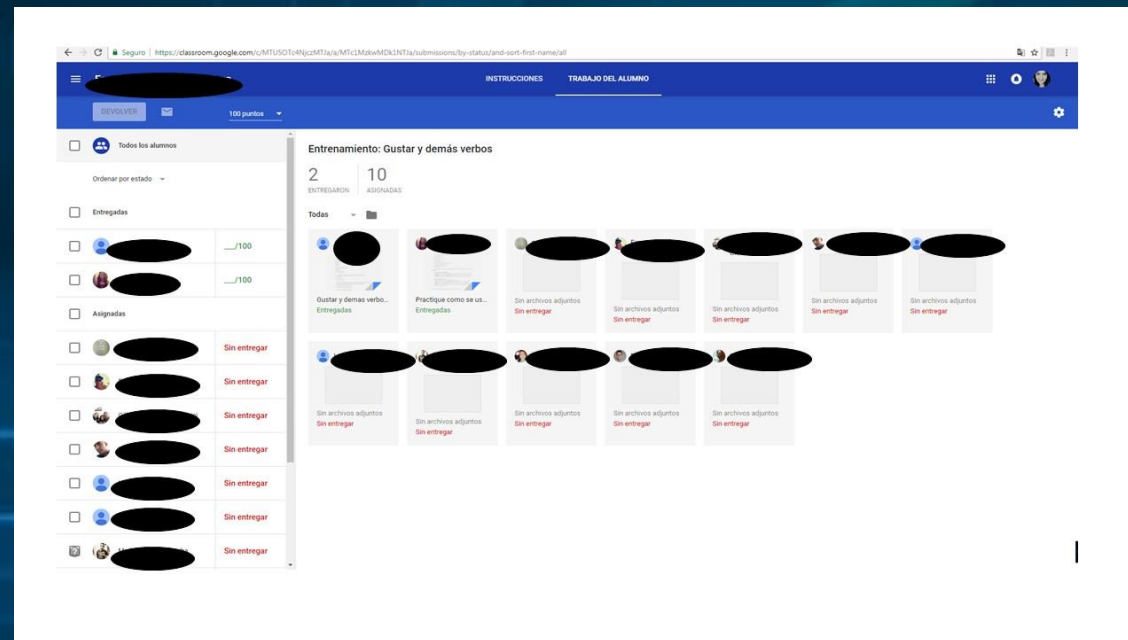 Seguro | https://classroom.google.com/c/MTU5OTc4NjczMTJa/a/MTc1MzkwMDk1NTJa/submissions/by-status/and-sort-first-name/all
INSTRUCCIONES TRABAJO DEL ALUMNO
DEVOLVER 100 puntos
Todos los alumnos
Ordenar por estado
Entregadas
__/100
__/100
Asignadas
Sin entregar
Sin entregar
Sin entregar
Sin entregar
Sin entregar
Sin entregar
Sin entregar
Entrenamiento: Gustar y demás verbos
2 10
ENTREGARON ASIGNADAS
Todas
Gustar y demas verbo...
Entregadas
Practique como se us...
Entregadas
Sin archivos adjuntos
Sin entregar
Sin archivos adjuntos
Sin entregar
Sin archivos adjuntos
Sin entregar
Sin archivos adjuntos
Sin entregar
Sin archivos adjuntos
Sin entregar
Sin archivos adjuntos
Sin entregar
Sin archivos adjuntos
Sin entregar
Sin archivos adjuntos
Sin entregar
Sin archivos adjuntos
Sin entregar
Sin archivos adjuntos
Sin entregar